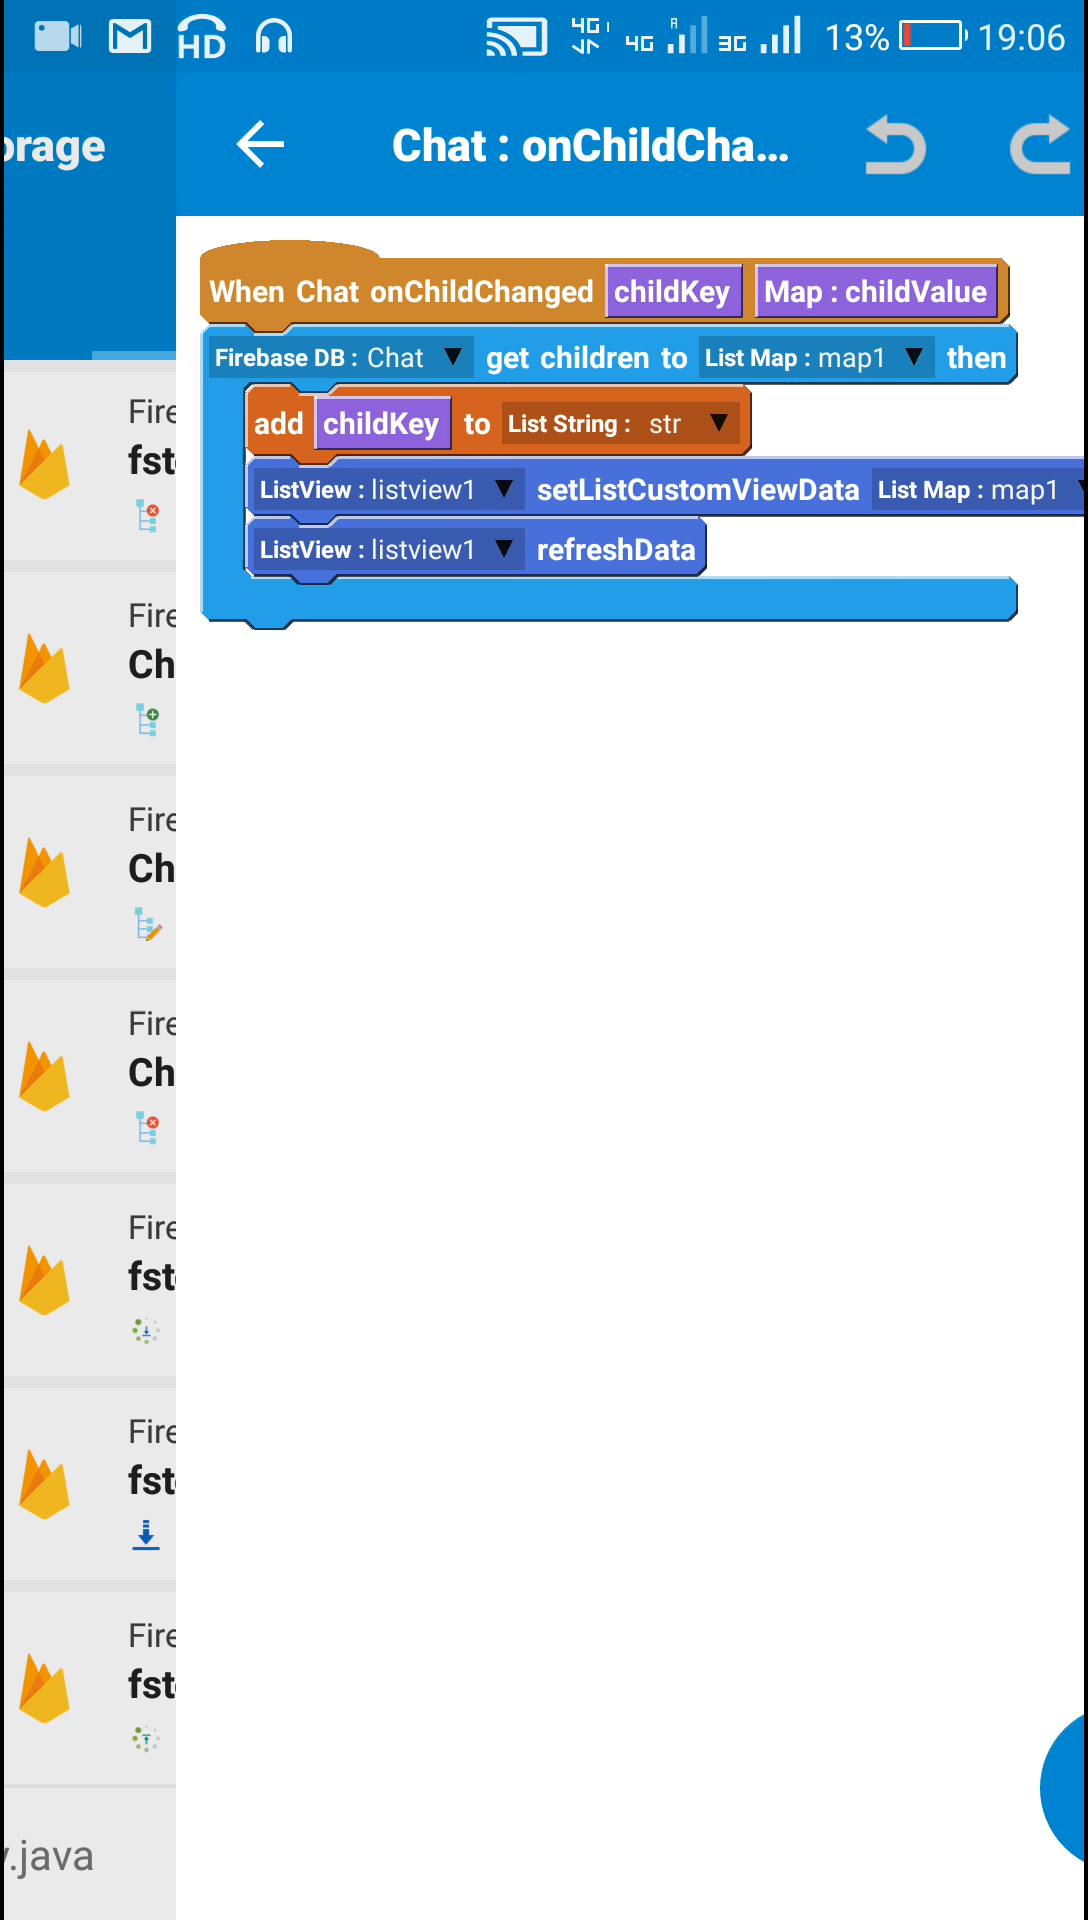 HD 4G 4G R 3G 13% 19:06
orage
Chat : onChildCha...
When Chat onChildChanged childKey Map : childValue
Firebase DB : Chat get children to List Map : map1 then
add childKey to List String : str
ListView : listview1 setListCustomViewData List Map : map1
ListView : listview1 refreshData
Fire
fst
Fire
Ch
Fire
Ch
Fire
Ch
Fire
fst
Fire
fst
Fire
fst
.java